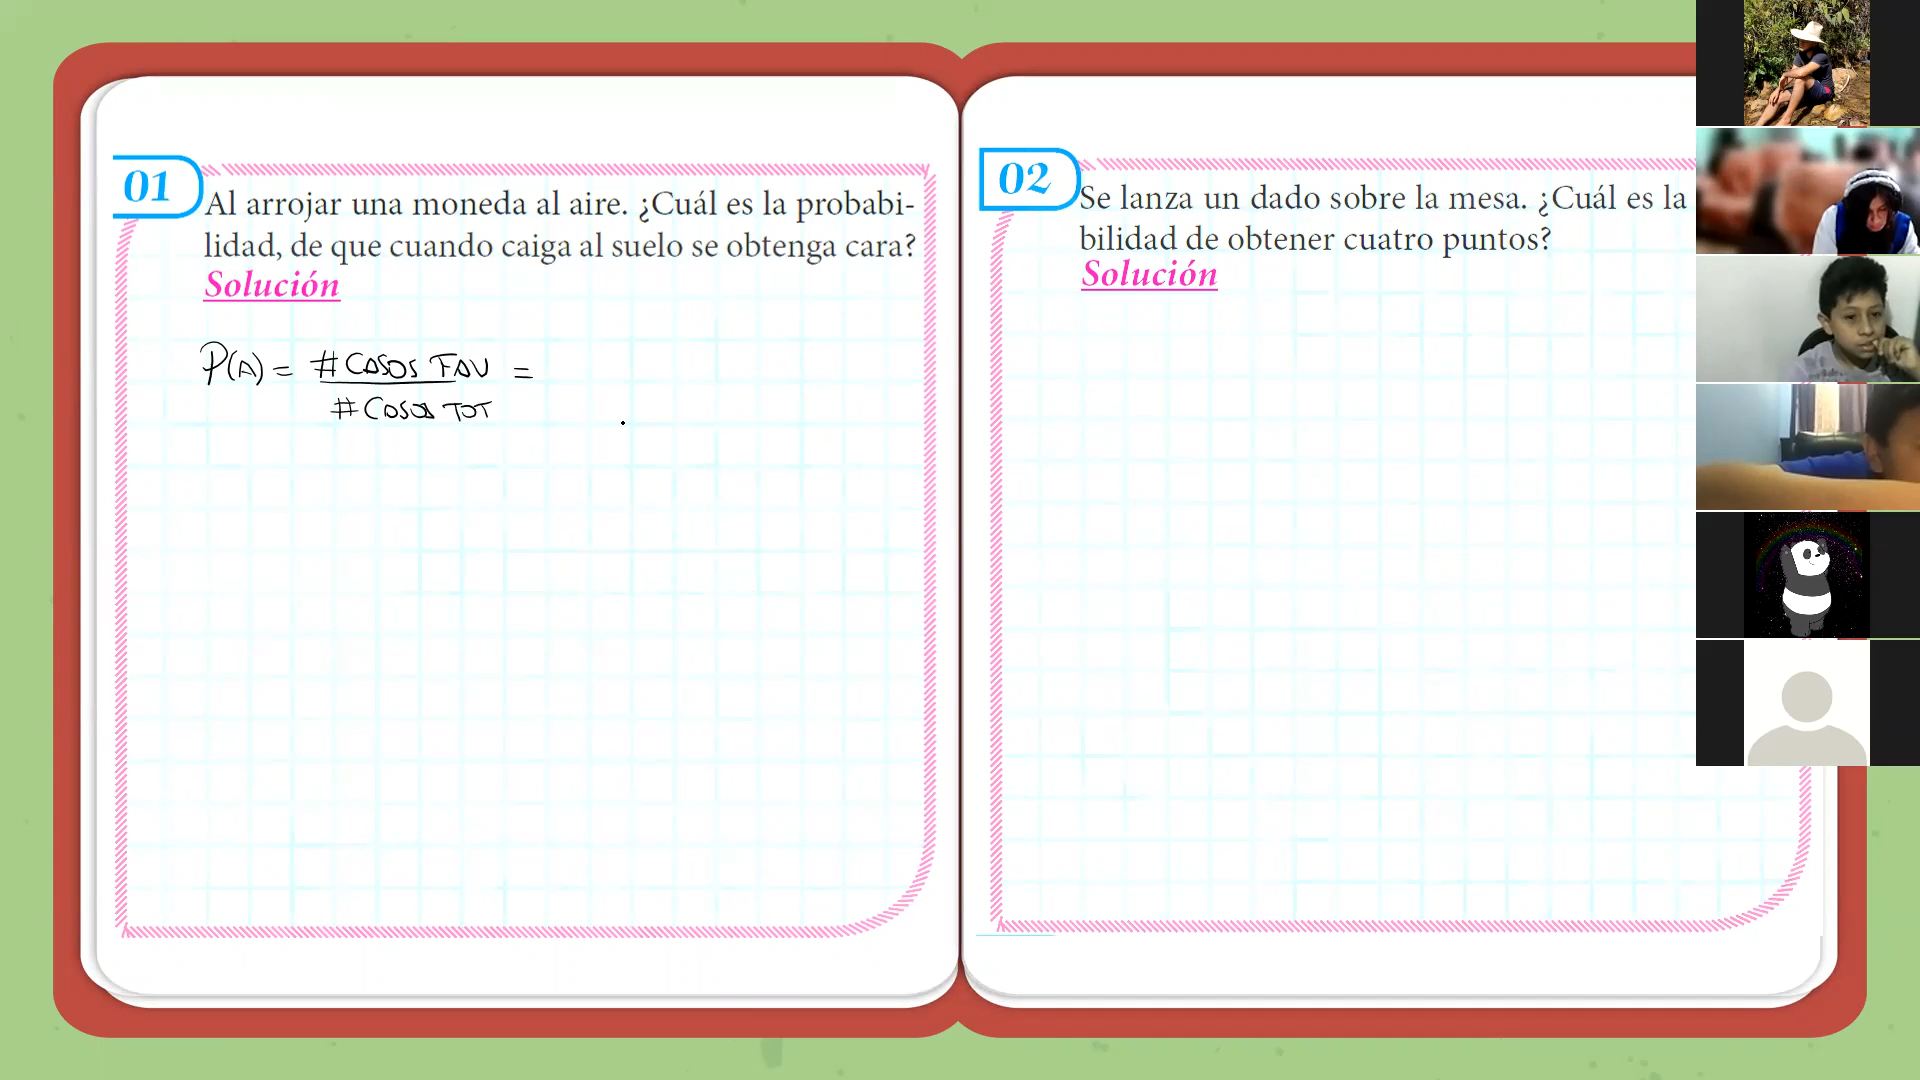 01
Al arrojar una moneda al aire. ¿Cuál es la probabi-
lidad, de que cuando caiga al suelo se obtenga cara?
Solución
P(A) = # CASOS FAV =
# CASOS TOT
02
Se lanza un dado sobre la mesa. ¿Cuál es la
bilidad de obtener cuatro puntos?
Solución